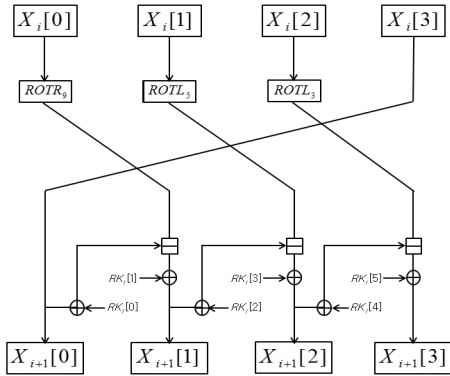 X_i[0] X_i[1] X_i[2] X_i[3]
ROTR_9 ROTL_5 ROTL_3
RK_i[1] RK_i[3] RK_i[5]
RK_i[0] RK_i[2] RK_i[4]
X_{i+1}[0] X_{i+1}[1] X_{i+1}[2] X_{i+1}[3]